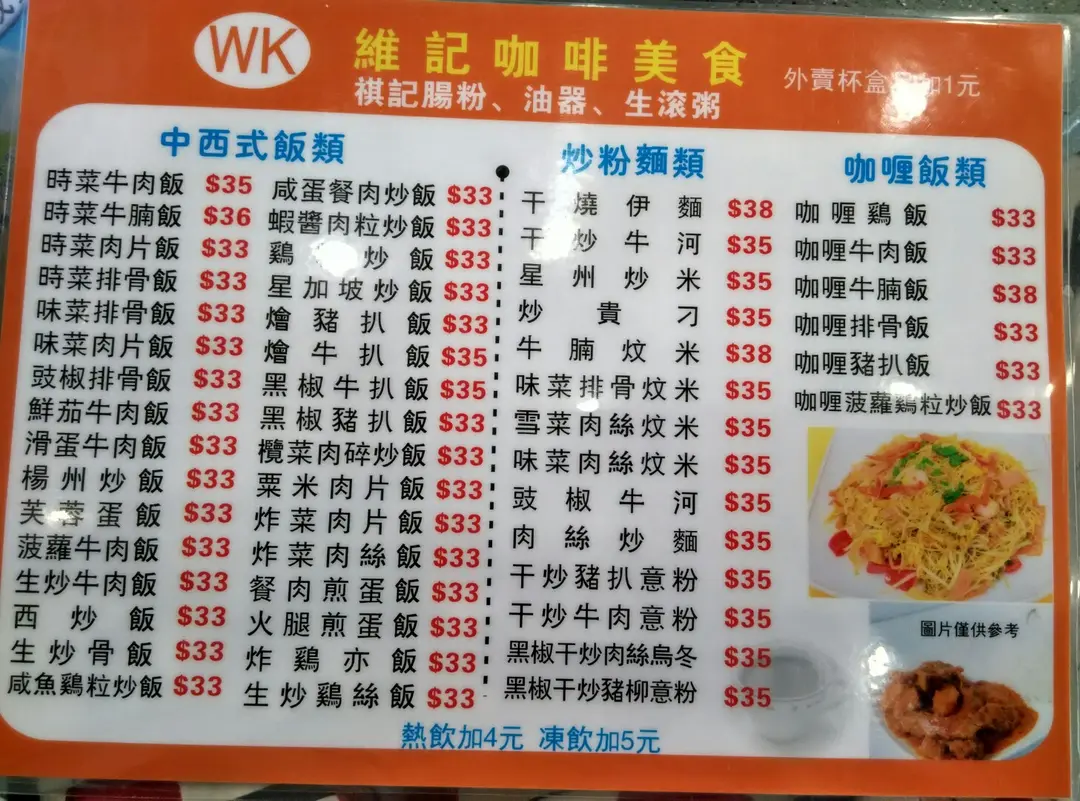 WK
維記咖啡美食
外賣杯盒 加1元
祺記腸粉、油器、生滚粥
中西式飯類
時菜牛肉飯 $35
時菜牛腩飯 $36
時菜肉片飯 $33
時菜排骨飯 $33
味菜排骨飯 $33
味菜肉片飯 $33
豉椒排骨飯 $33
鮮茄牛肉飯 $33
滑蛋牛肉飯 $33
楊州炒飯 $33
芙蓉蛋飯 $33
菠蘿牛肉飯 $33
生炒牛肉飯 $33
西炒飯 $33
生炒骨飯 $33
咸魚鷄粒炒飯 $33
咸蛋餐肉炒飯 $33
蝦醬肉粒炒飯 $33
鷄 炒飯 $33
星加坡炒飯 $33
燴豬扒飯 $33
燴牛扒飯 $35
黑椒牛扒飯 $35
黑椒豬扒飯 $33
欖菜肉碎炒飯 $33
粟米肉片飯 $33
炸菜肉片飯 $33
炸菜肉絲飯 $33
餐肉煎蛋飯 $33
火腿煎蛋飯 $33
炸鷄亦飯 $33
生炒鷄絲飯 $33
炒粉麵類
干燒伊麵 $38
干炒牛河 $35
星州炒米 $35
炒貴刁 $35
牛腩炆米 $38
味菜排骨炆米 $35
雪菜肉絲炆米 $35
味菜肉絲炆米 $35
豉椒牛河 $35
肉絲炒麵 $35
干炒豬扒意粉 $35
干炒牛肉意粉 $35
黑椒干炒肉絲烏冬 $35
黑椒干炒豬柳意粉 $35
咖喱飯類
咖喱鷄飯 $33
咖喱牛肉飯 $33
咖喱牛腩飯 $38
咖喱排骨飯 $33
咖喱豬扒飯 $33
咖喱菠蘿鷄粒炒飯 $33
圖片僅供參考
熱飲加4元 凍飲加5元